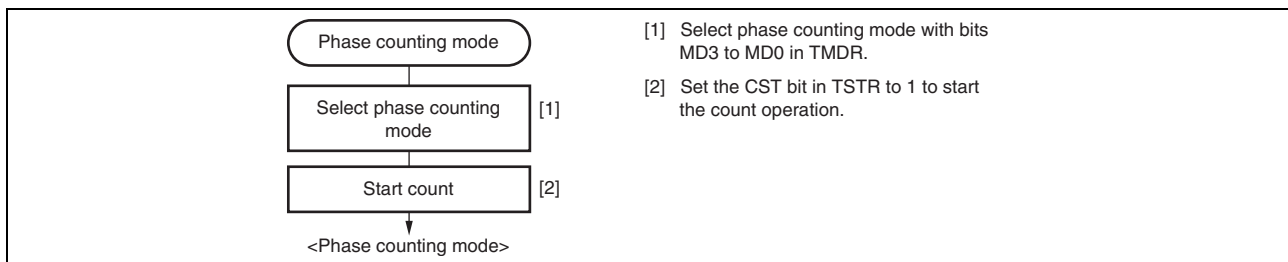 Phase counting mode
Select phase counting
mode
[1]
Start count
[2]
<Phase counting mode>
[1] Select phase counting mode with bits
MD3 to MD0 in TMDR.
[2] Set the CST bit in TSTR to 1 to start
the count operation.